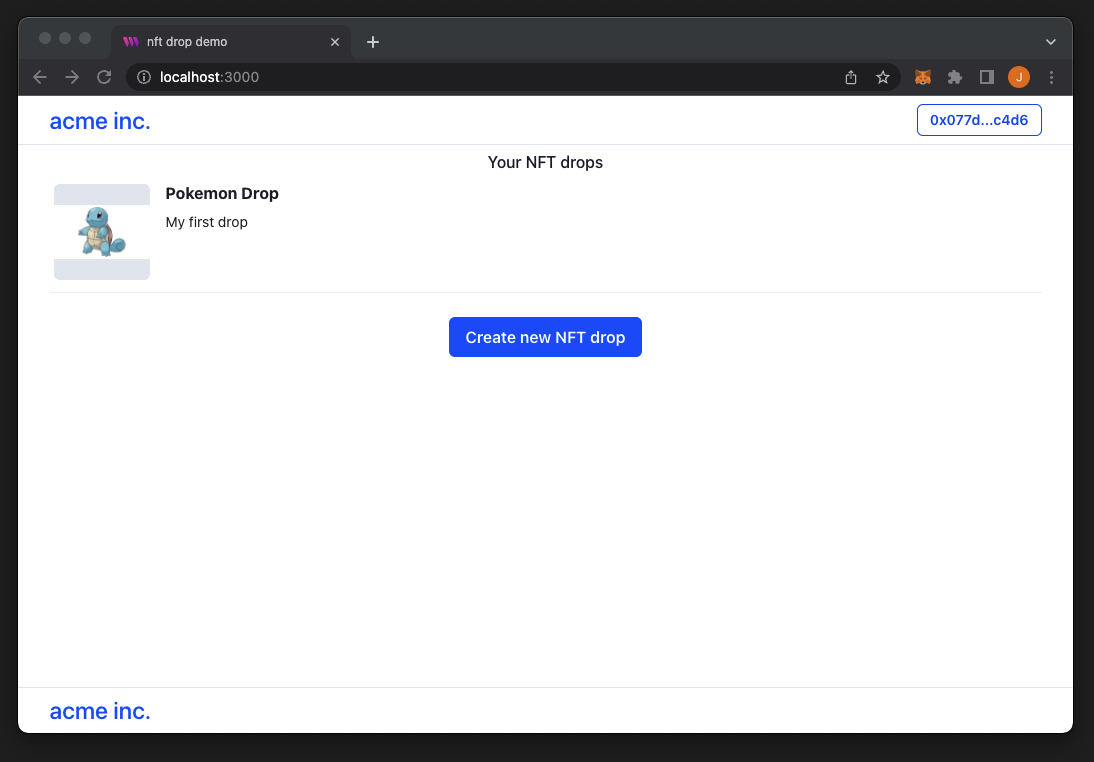 nft drop demo
localhost:3000
J
acme inc.
0x077d...c4d6
Your NFT drops
Pokemon Drop
My first drop
Create new NFT drop
acme inc.